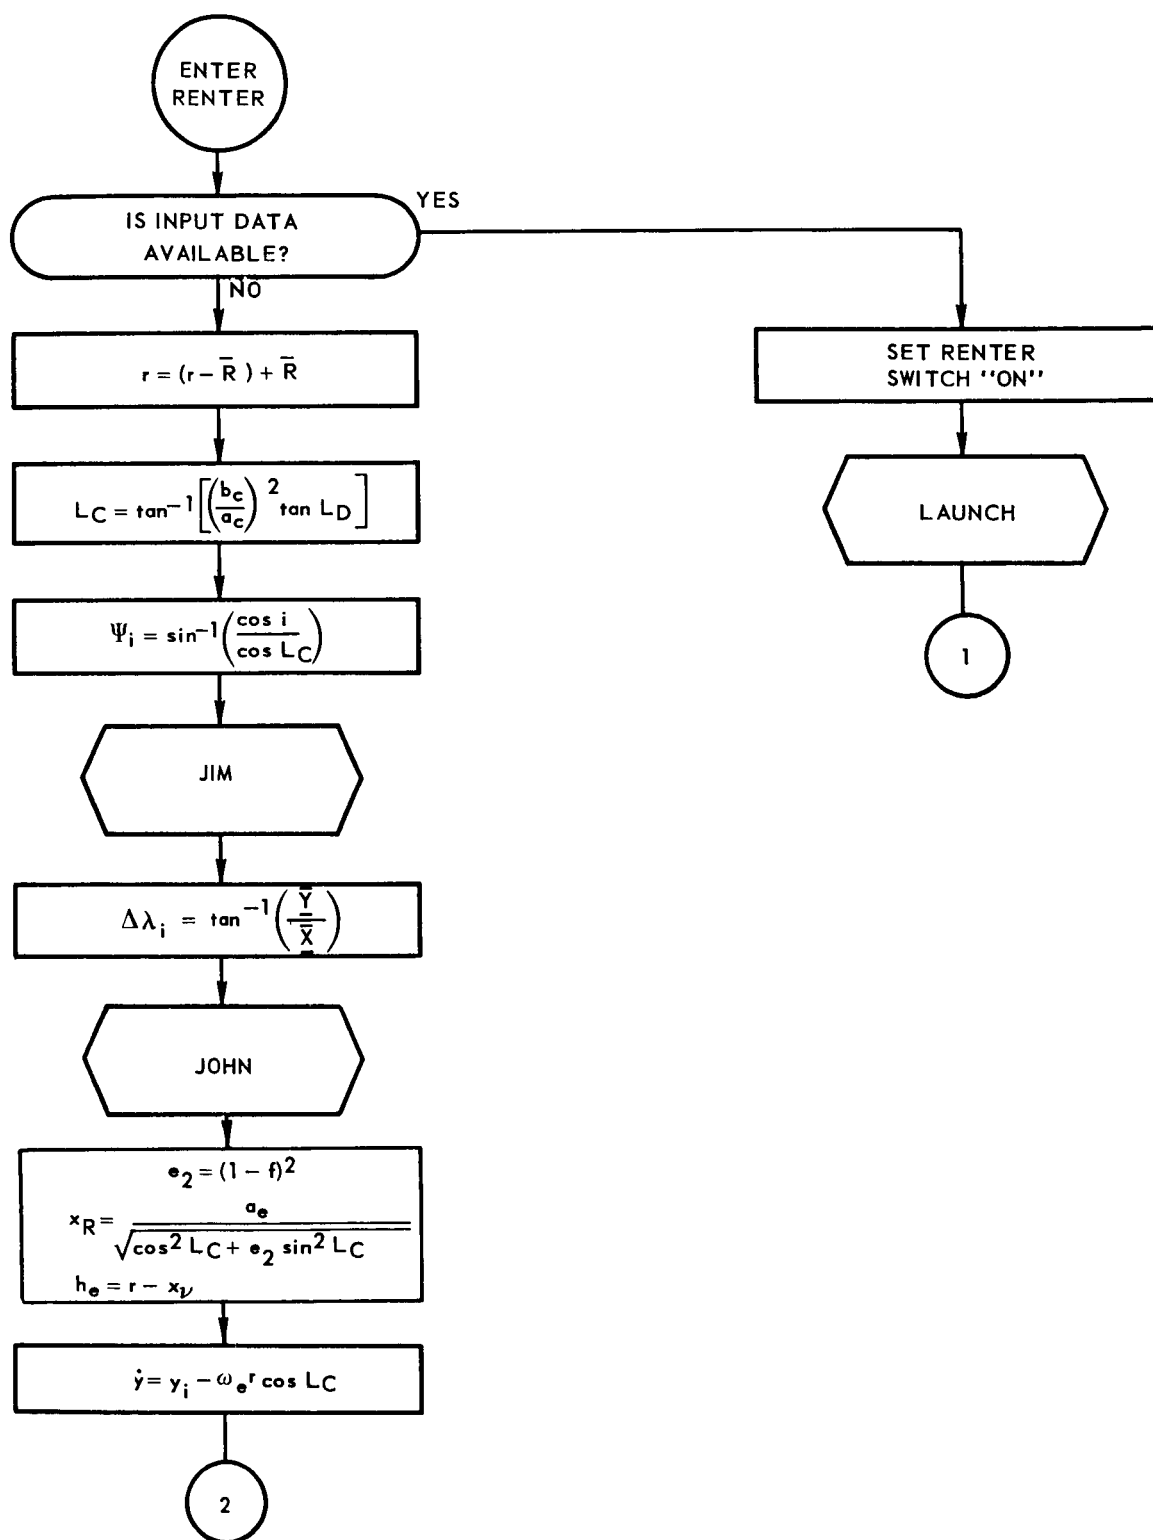 ENTER
RENTER
IS INPUT DATA
AVAILABLE?
YES
NO
r = (r - R̅ ) + R̅
SET RENTER
SWITCH "ON"
L_C = tan⁻¹[(b_c/a_c)² tan L_D]
LAUNCH
Ψ_i = sin⁻¹(cos i/cos L_C)
1
JIM
Δλ_i = tan⁻¹(Y̲̅/X̲̅)
JOHN
e₂ = (1 - f)²
x_R = a_e/√(cos² L_C + e₂ sin² L_C)
h_e = r - x_ν
ẏ = y_i - ω_e r cos L_C
2